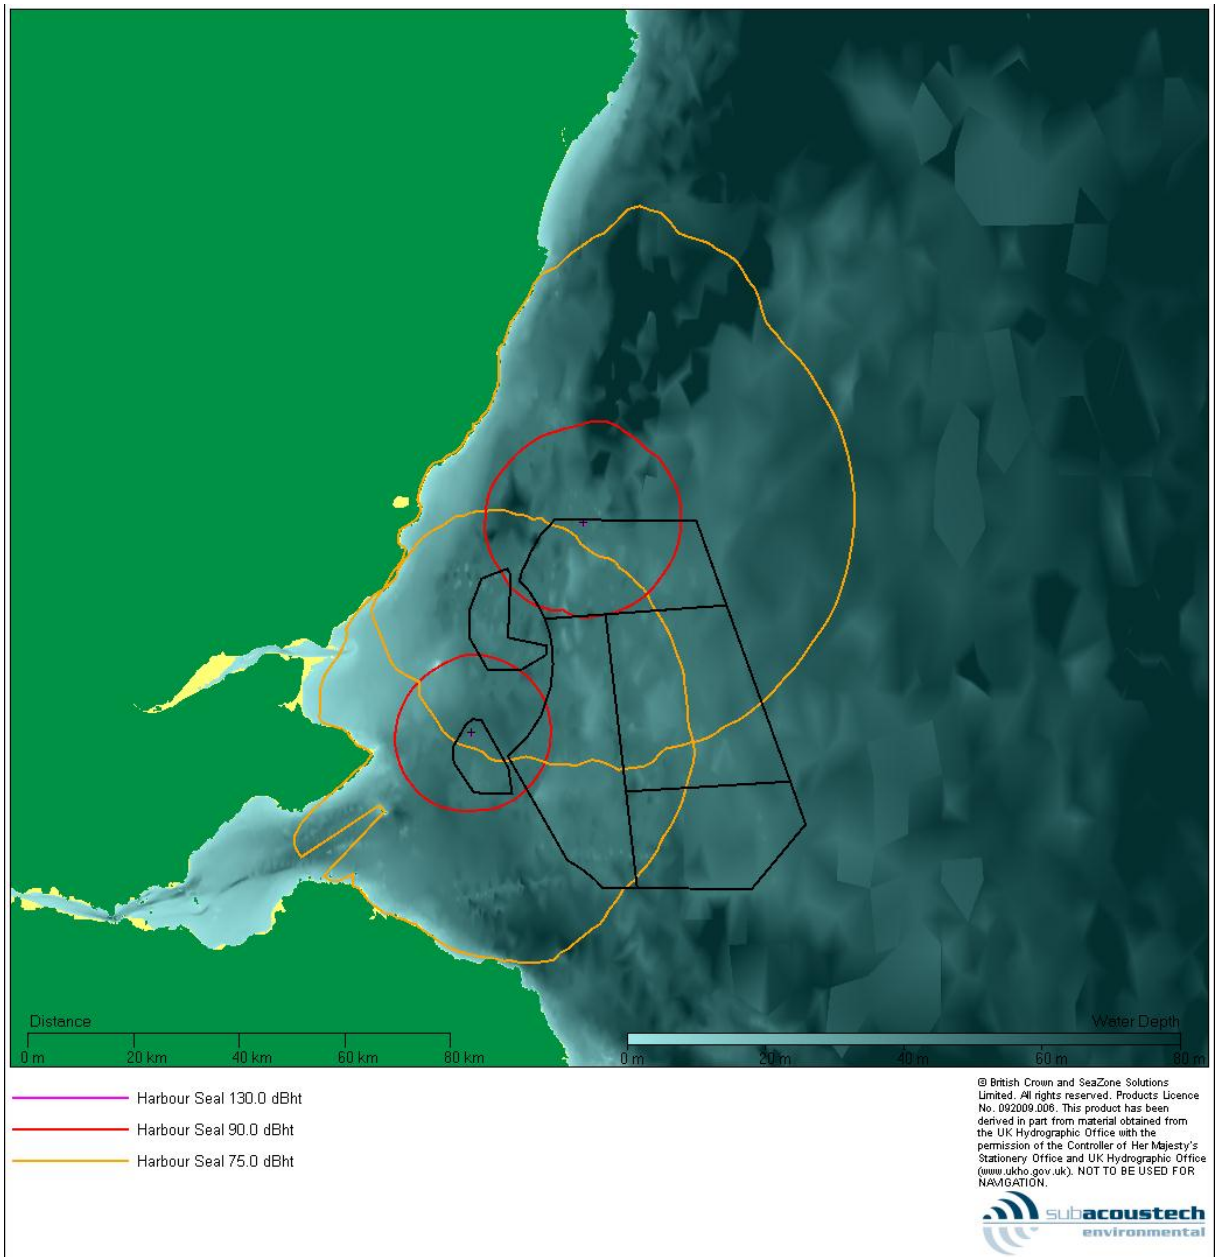 Distance
0 m 20 km 40 km 60 km 80 km
Water Depth
0 m 20 m 40 m 60 m 80 m
Harbour Seal 130.0 dBht
Harbour Seal 90.0 dBht
Harbour Seal 75.0 dBht
© British Crown and SeaZone Solutions
Limited. All rights reserved. Products Licence
No. 092009.006. This product has been
derived in part from material obtained from
the UK Hydrographic Office with the
permission of the Controller of Her Majesty's
Stationery Office and UK Hydrographic Office
(www.ukho.gov.uk). NOT TO BE USED FOR
NAVIGATION.
subacoustech
environmental